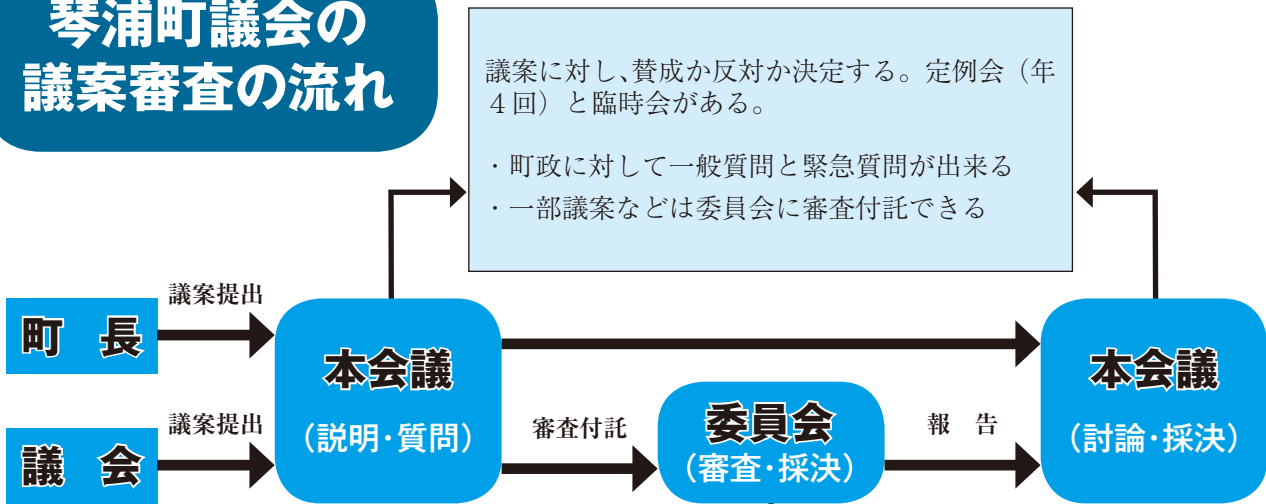 琴浦町議会の
議案審査の流れ
議案に対し、賛成か反対か決定する。定例会（年
４回）と臨時会がある。
・町政に対して一般質問と緊急質問が出来る
・一部議案などは委員会に審査付託できる
町　長
議案提出
議　会
議案提出
本会議
（説明・質問）
審査付託
委員会
（審査・採決）
報　告
本会議
（討論・採決）